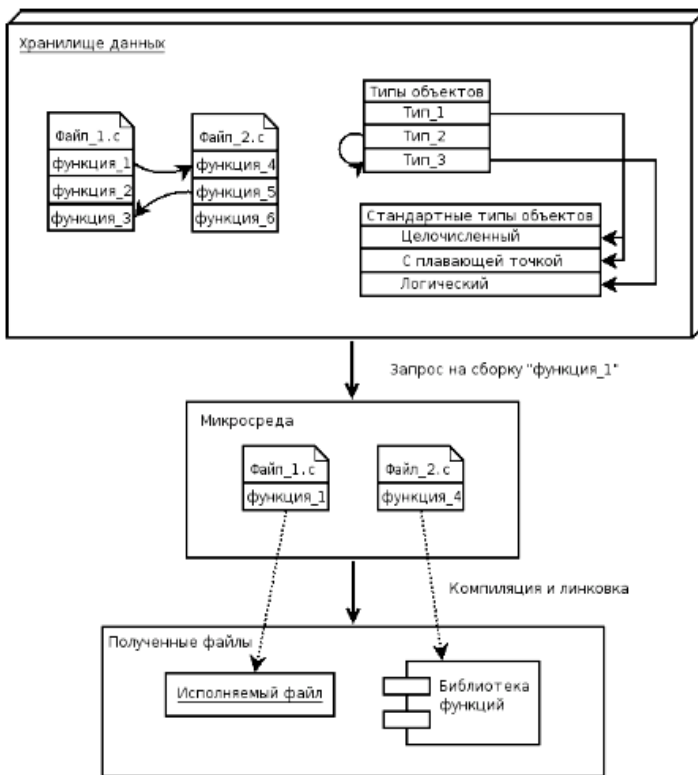 Хранилище данных
Файл_1.c
функция_1
функция_2
функция_3
Файл_2.c
функция_4
функция_5
функция_6
Типы объектов
Тип_1
Тип_2
Тип_3
Стандартные типы объектов
Целочисленный
С плавающей точкой
Логический
Запрос на сборку "функция_1"
Микросреда
Файл_1.c
функция_1
Файл_2.c
функция_4
Компиляция и линковка
Полученные файлы
Исполняемый файл
Библиотека
функций